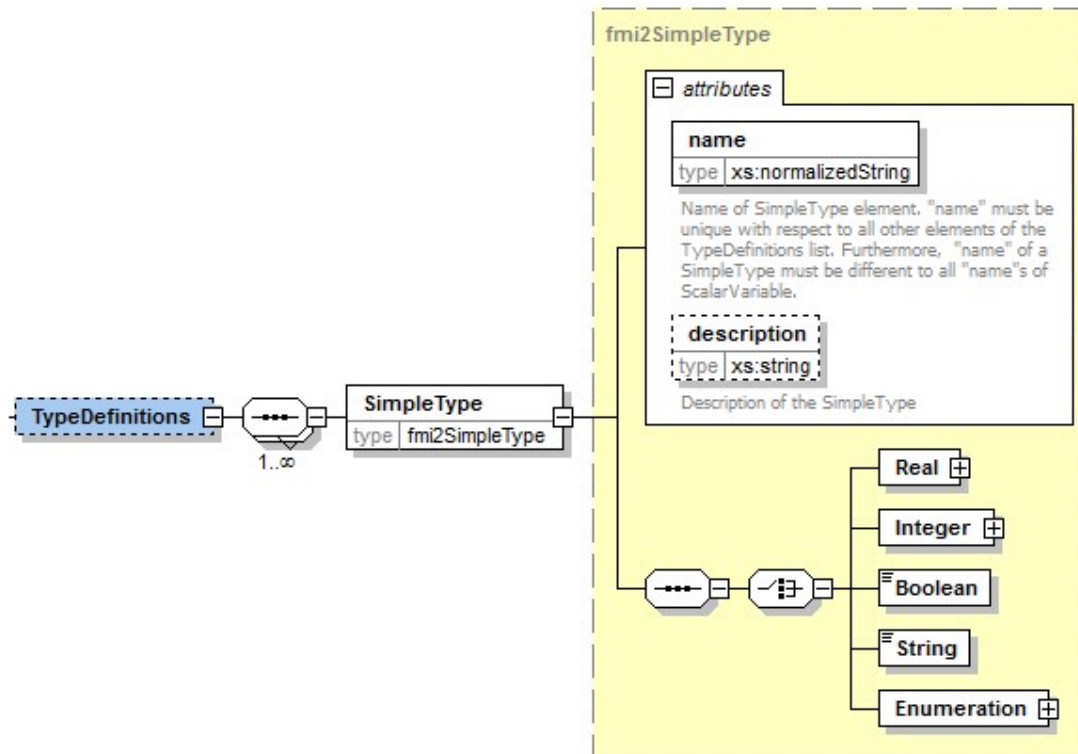 fmi2SimpleType
attributes
name
type xs:normalizedString
Name of SimpleType element. "name" must be
unique with respect to all other elements of the
TypeDefinitions list. Furthermore, "name" of a
SimpleType must be different to all "name"s of
ScalarVariable.
description
type xs:string
Description of the SimpleType
TypeDefinitions
1..∞
SimpleType
type fmi2SimpleType
Real
Integer
Boolean
String
Enumeration